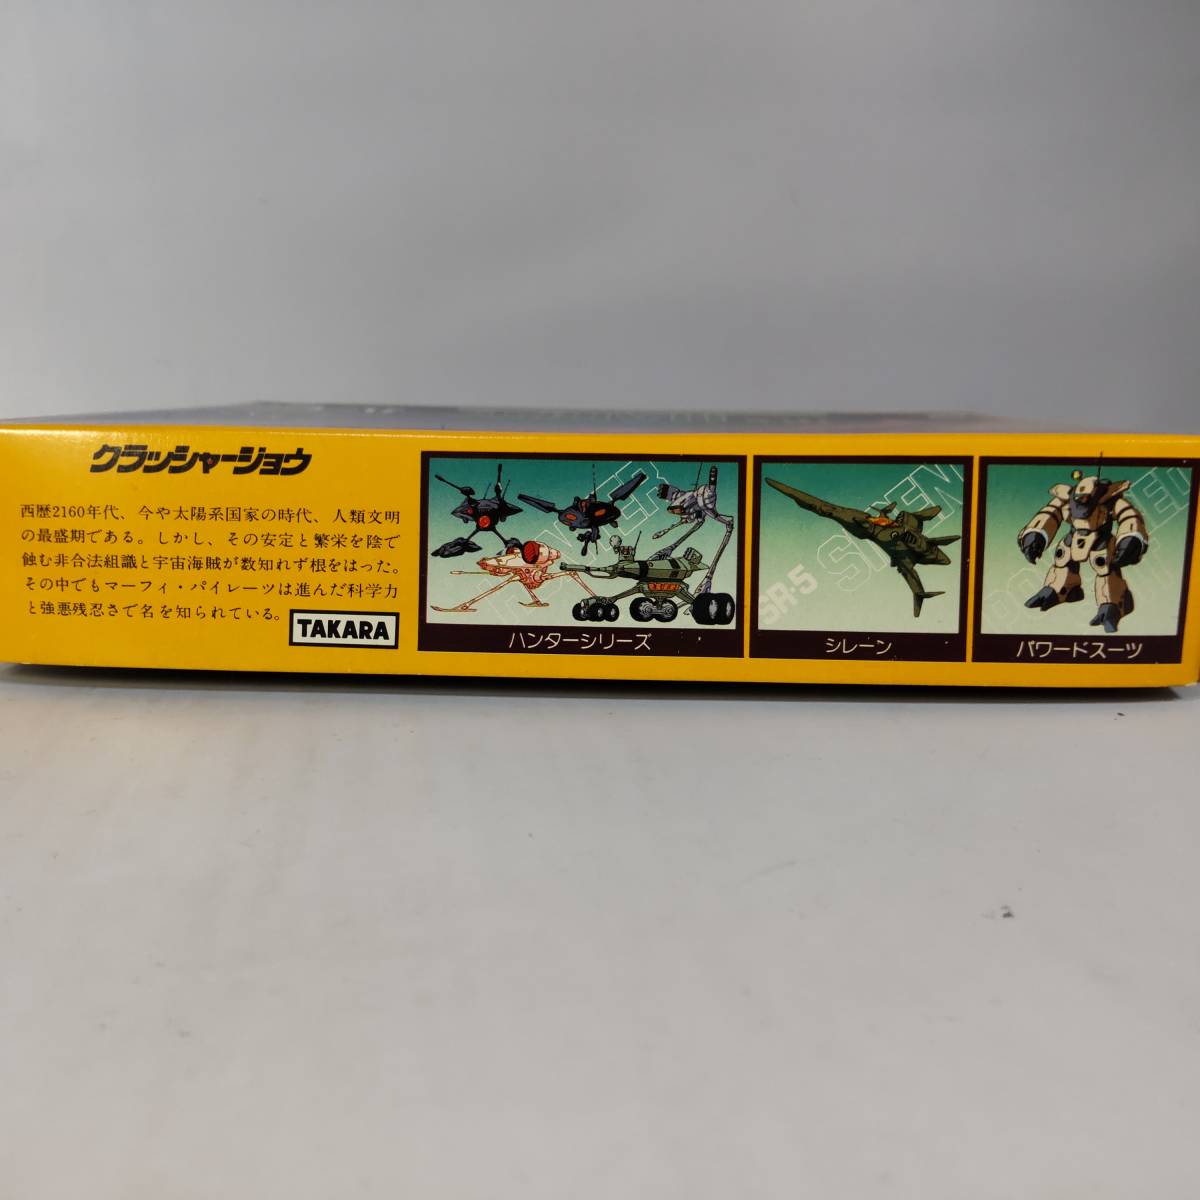 クラッシャージョウ
西暦2160年代、今や太陽系国家の時代、人類文明
の最盛期である。しかし、その安定と繁栄を陰で
蝕む非合法組織と宇宙海賊が数知れず根をはった。
その中でもマーフィ・パイレーツは進んだ科学力
と強悪残忍さで名を知られている。
TAKARA
HUNTER
ハンターシリーズ
SIREN
SR-5
シレーン
パワードスーツ